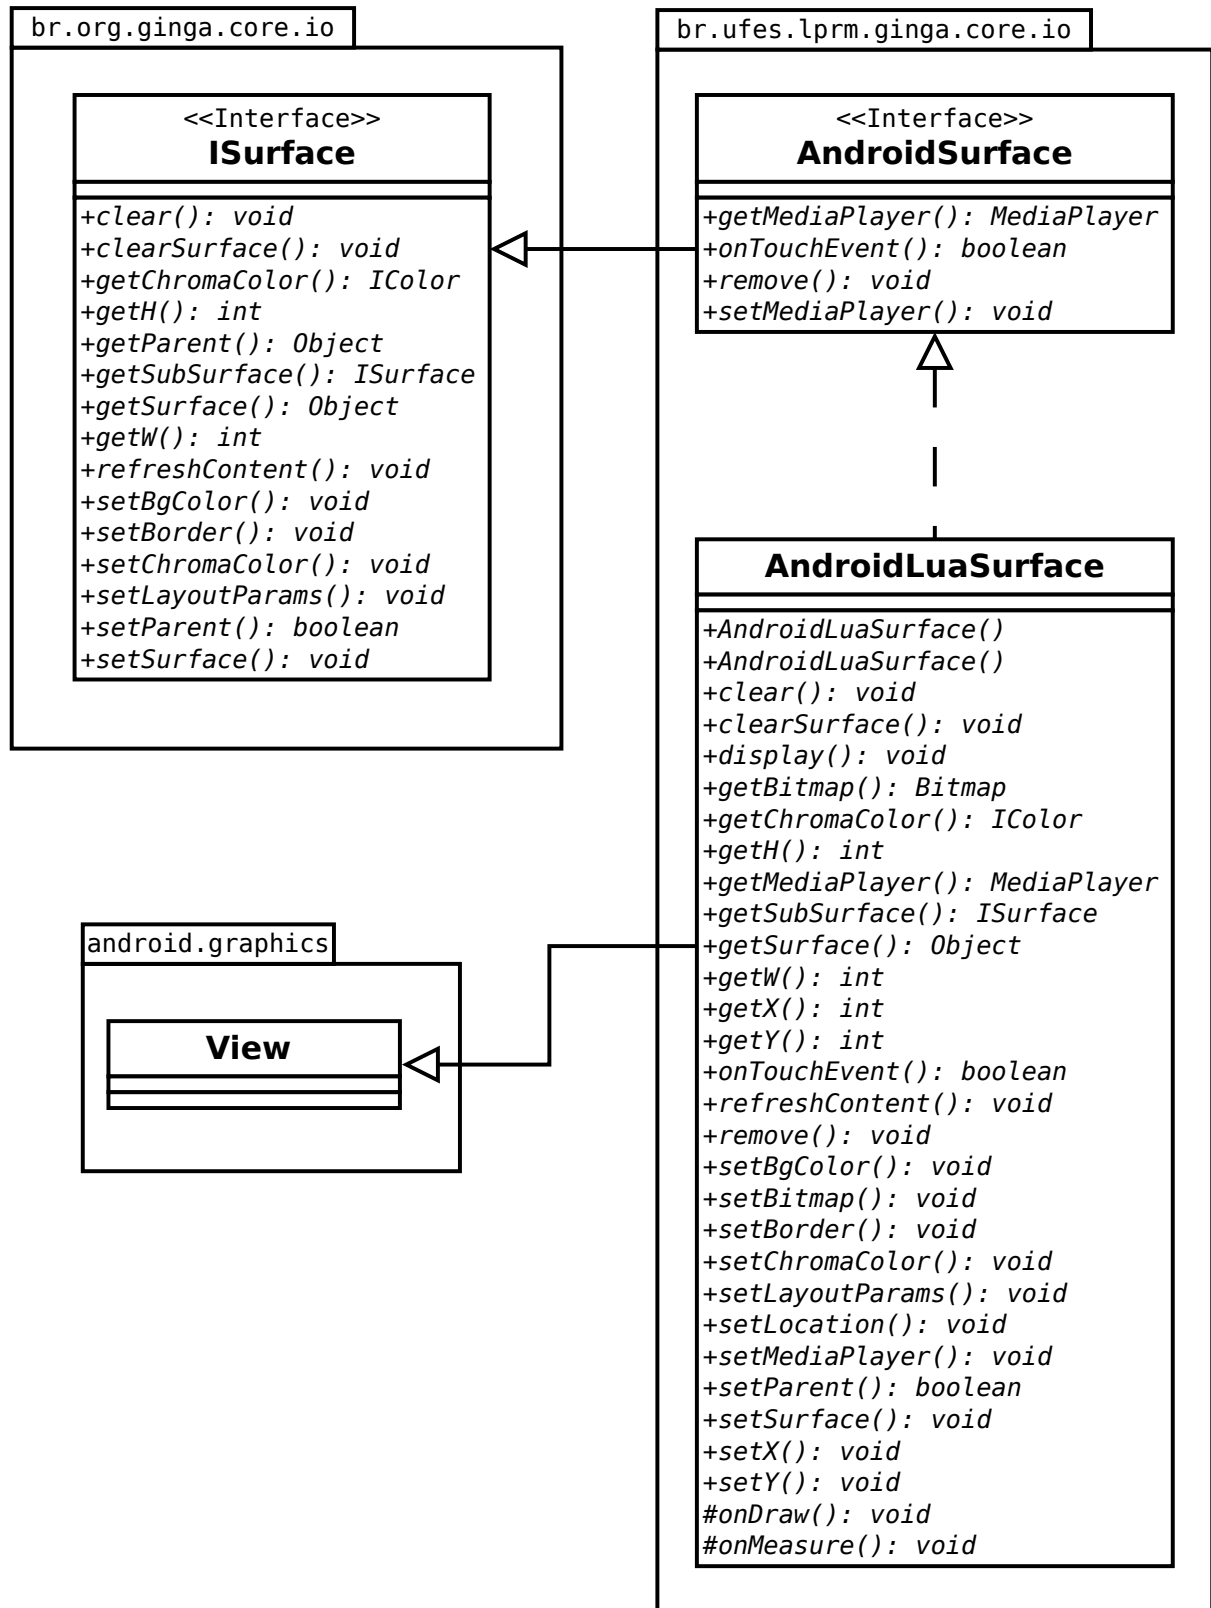 br.org.ginga.core.io
<<Interface>>
ISurface
+clear(): void
+clearSurface(): void
+getChromaColor(): IColor
+getH(): int
+getParent(): Object
+getSubSurface(): ISurface
+getSurface(): Object
+getW(): int
+refreshContent(): void
+setBgColor(): void
+setBorder(): void
+setChromaColor(): void
+setLayoutParams(): void
+setParent(): boolean
+setSurface(): void
br.ufes.lprm.ginga.core.io
<<Interface>>
AndroidSurface
+getMediaPlayer(): MediaPlayer
+onTouchEvent(): boolean
+remove(): void
+setMediaPlayer(): void
AndroidLuaSurface
+AndroidLuaSurface()
+AndroidLuaSurface()
+clear(): void
+clearSurface(): void
+display(): void
+getBitmap(): Bitmap
+getChromaColor(): IColor
+getH(): int
+getMediaPlayer(): MediaPlayer
+getSubSurface(): ISurface
+getSurface(): Object
+getW(): int
+getX(): int
+getY(): int
+onTouchEvent(): boolean
+refreshContent(): void
+remove(): void
+setBgColor(): void
+setBitmap(): void
+setBorder(): void
+setChromaColor(): void
+setLayoutParams(): void
+setLocation(): void
+setMediaPlayer(): void
+setParent(): boolean
+setSurface(): void
+setX(): void
+setY(): void
#onDraw(): void
#onMeasure(): void
android.graphics
View